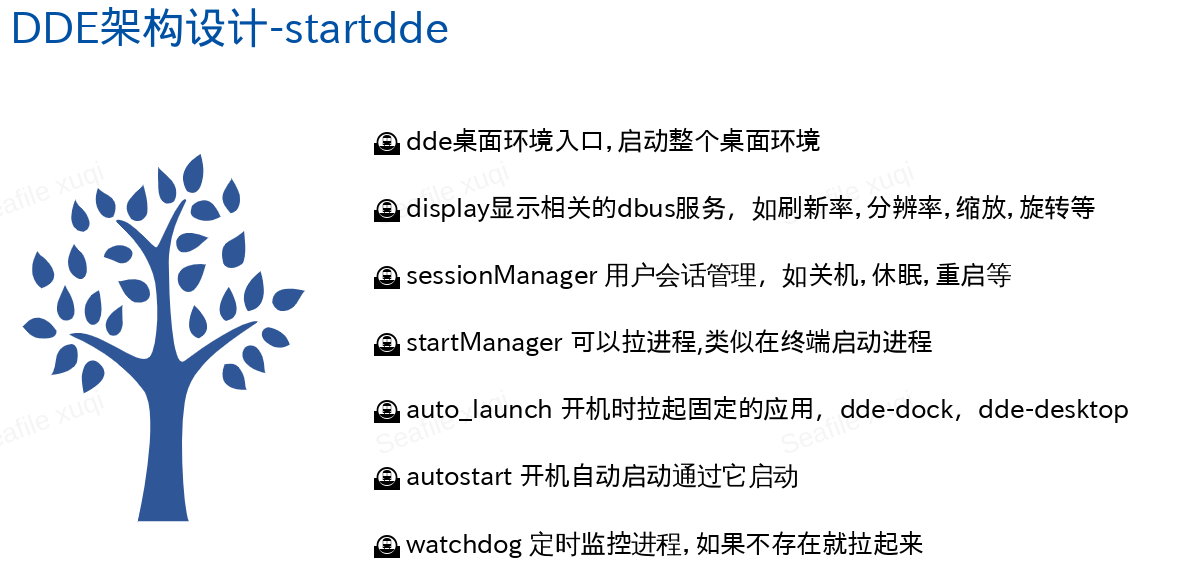 DDE架构设计-startdde
dde桌面环境入口，启动整个桌面环境
display显示相关的dbus服务，如刷新率，分辨率，缩放，旋转等
sessionManager 用户会话管理，如关机，休眠，重启等
startManager 可以拉进程,类似在终端启动进程
auto_launch 开机时拉起固定的应用，dde-dock，dde-desktop
autostart 开机自动启动通过它启动
watchdog 定时监控进程，如果不存在就拉起来
Seafile xuqi
Seafile xuqi
Seafile xuqi
Seafile xuqi
Seafile xuqi
Seafile xuqi